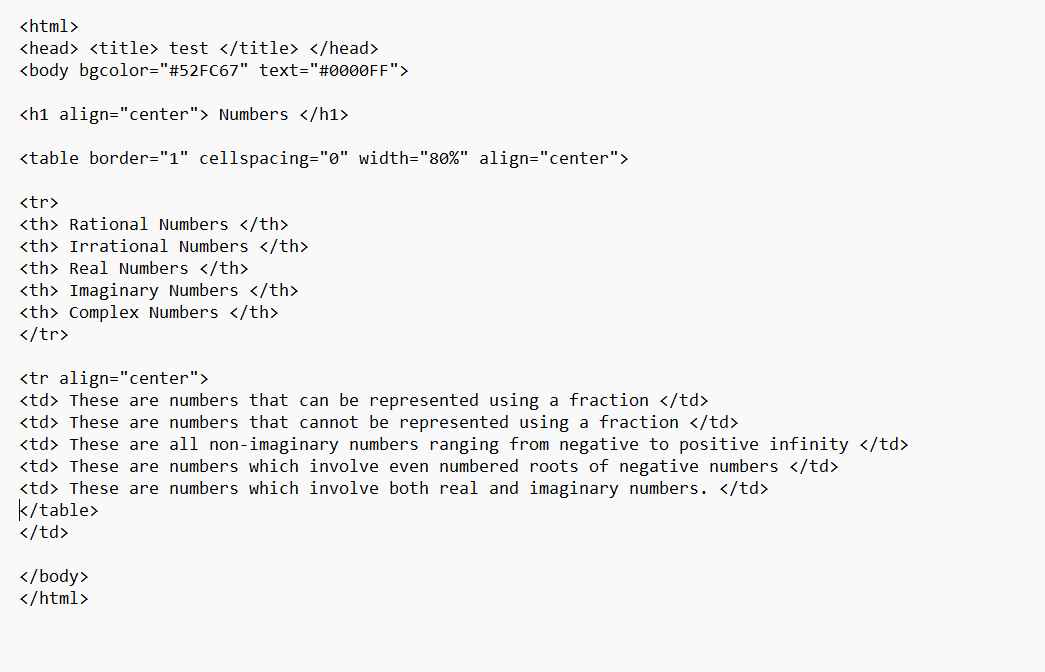 <html>
<head> <title> test </title> </head>
<body bgcolor="#52FC67" text="#0000FF">
<h1 align="center"> Numbers </h1>
<table border="1" cellspacing="0" width="80%" align="center">
<tr>
<th> Rational Numbers </th>
<th> Irrational Numbers </th>
<th> Real Numbers </th>
<th> Imaginary Numbers </th>
<th> Complex Numbers </th>
</tr>
<tr align="center">
<td> These are numbers that can be represented using a fraction </td>
<td> These are numbers that cannot be represented using a fraction </td>
<td> These are all non-imaginary numbers ranging from negative to positive infinity </td>
<td> These are numbers which involve even numbered roots of negative numbers </td>
<td> These are numbers which involve both real and imaginary numbers. </td>
</table>
</td>
</body>
</html>